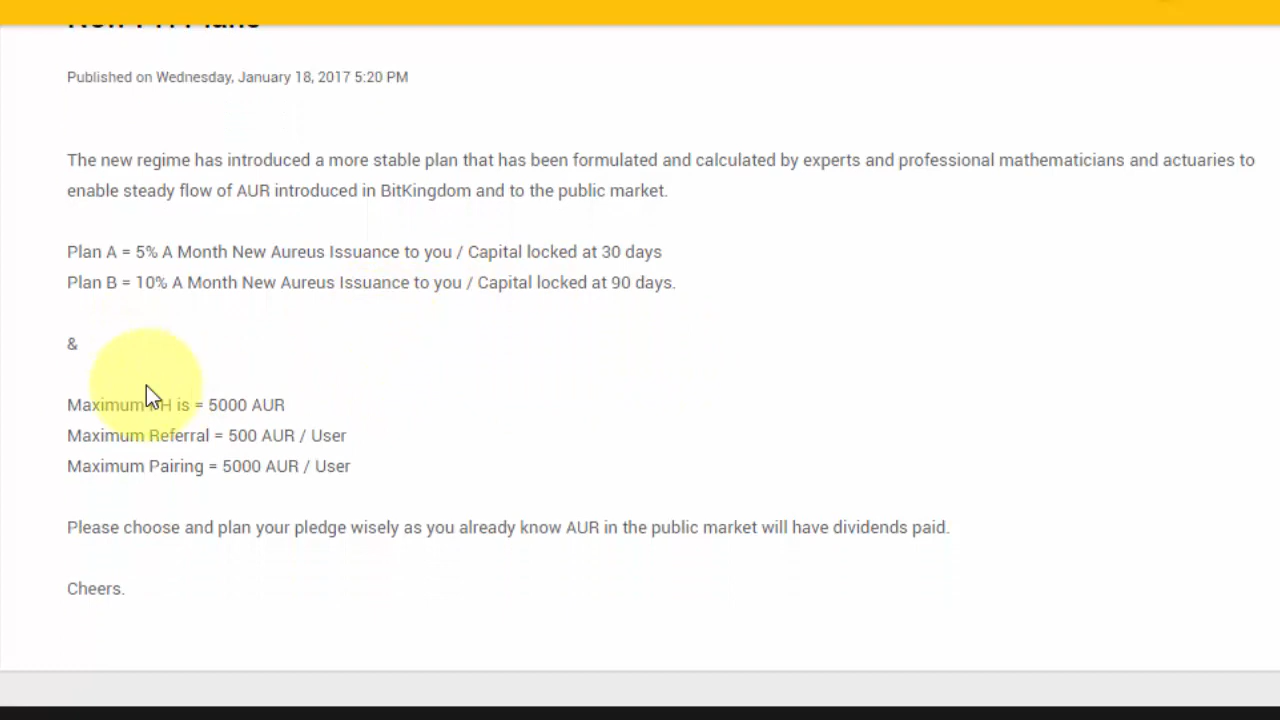 Published on Wednesday, January 18, 2017 5:20 PM
The new regime has introduced a more stable plan that has been formulated and calculated by experts and professional mathematicians and actuaries to
enable steady flow of AUR introduced in BitKingdom and to the public market.
Plan A = 5% A Month New Aureus Issuance to you / Capital locked at 30 days
Plan B = 10% A Month New Aureus Issuance to you / Capital locked at 90 days.
&
Maximum PH is = 5000 AUR
Maximum Referral = 500 AUR / User
Maximum Pairing = 5000 AUR / User
Please choose and plan your pledge wisely as you already know AUR in the public market will have dividends paid.
Cheers.